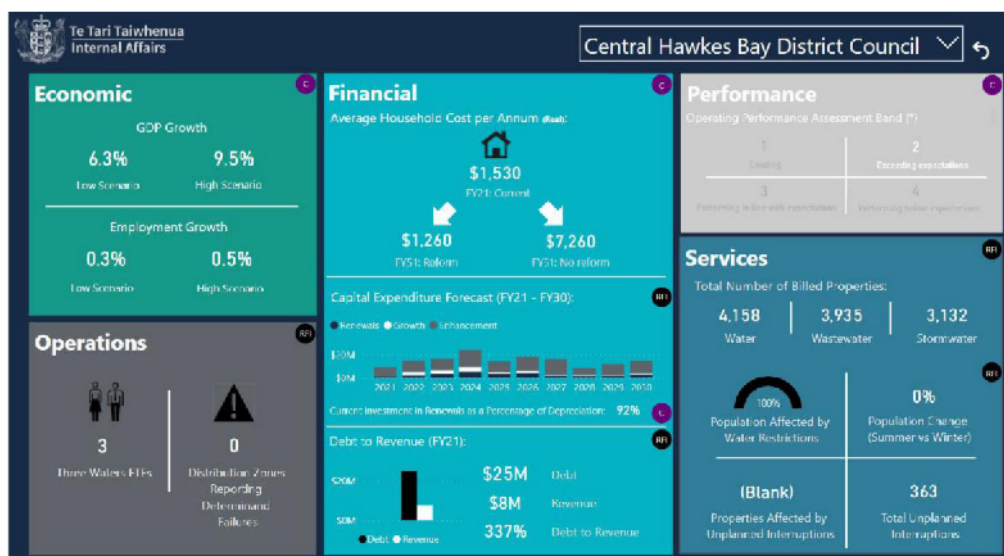 Te Tari Taiwhenua
Internal Affairs
Central Hawkes Bay District Council
Economic
C
GDP Growth
6.3%
9.5%
Low Scenario
High Scenario
Employment Growth
0.3%
0.5%
Low Scenario
High Scenario
Operations
RFI
3
0
Three Waters FTEs
Distribution Zones
Reporting
Determinand
Failures
Financial
C
Average Household Cost per Annum (Real):
$1,530
FY21: Current
$1,260
$7,260
FY51: Reform
FY51: No reform
Capital Expenditure Forecast (FY21 - FY30):
RFI
Renewals Growth Enhancement
$20M
$0M
2021 2022 2023 2024 2025 2026 2027 2028 2029 2030
Current Investment in Renewals as a Percentage of Depreciation: 92%
C
Debt to Revenue (FY21):
RFI
$20M
$0M
Debt Revenue
$25M Debt
$8M Revenue
337% Debt to Revenue
Performance
C
Operating Performance Assessment Band (*)
1
2
Leading
Exceeding expectations
3
4
Performing in line with expectations
Performing below expectations
Services
RFI
Total Number of Billed Properties:
4,158
3,935
3,132
Water
Wastewater
Stormwater
RFI
100%
0%
Population Affected by
Water Restrictions
Population Change
(Summer vs Winter)
(Blank)
363
Properties Affected by
Unplanned Interruptions
Total Unplanned
Interruptions